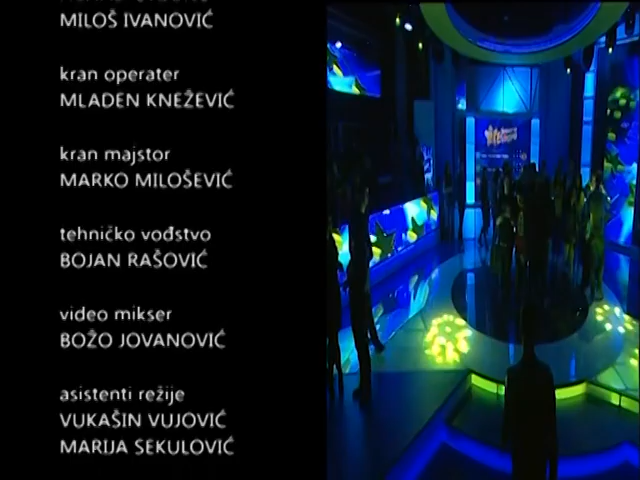 MILOŠ IVANOVIĆ
kran operater
MLADEN KNEŽEVIĆ
kran majstor
MARKO MILOŠEVIĆ
tehničko vođstvo
BOJAN RAŠOVIĆ
video mikser
BOŽO JOVANOVIĆ
asistenti režije
VUKAŠIN VUJOVIĆ
MARIJA SEKULOVIĆ